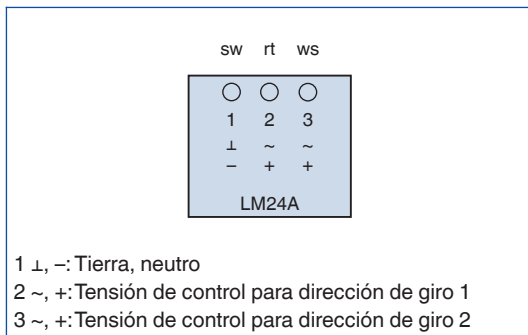 sw rt ws
1 2 3
⊥ ~ ~
– + +
LM24A
1 ⊥, –: Tierra, neutro
2 ~, +:Tensión de control para dirección de giro 1
3 ~, +:Tensión de control para dirección de giro 2